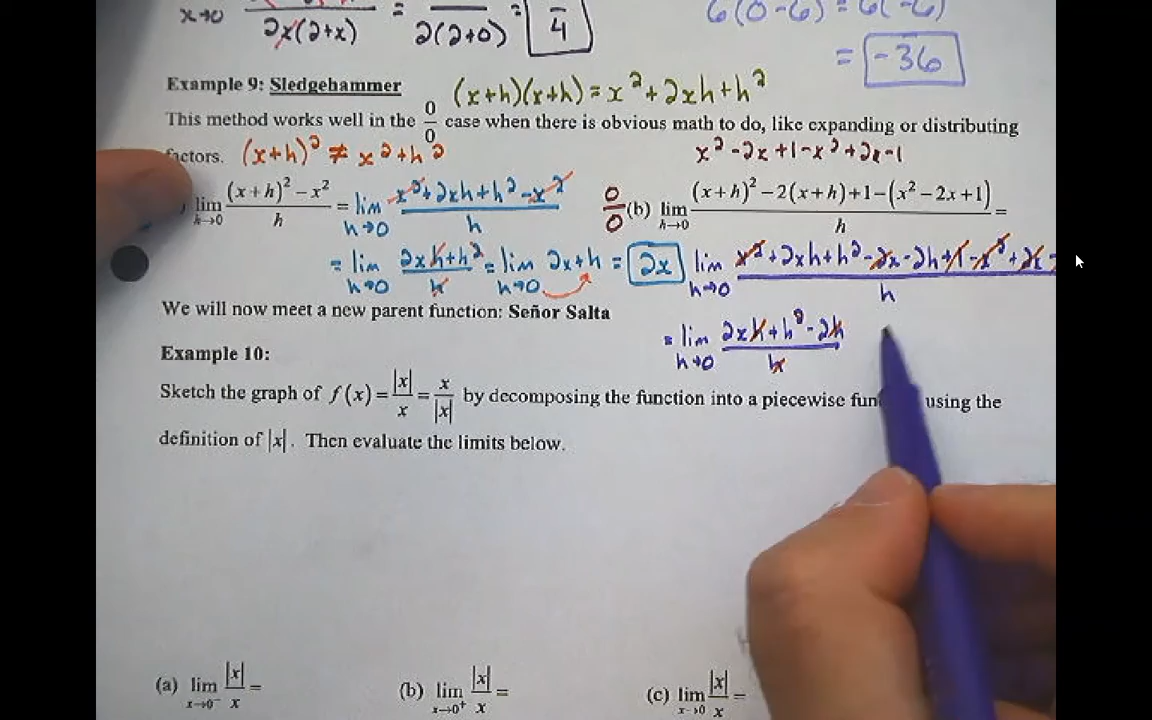 x→0 2x(2+x) = 2(2+0) = 4
6(0-6) = 6(-6)
= -36
Example 9: Sledgehammer (x+h)(x+h) = x² + 2xh + h²
This method works well in the 0/0 case when there is obvious math to do, like expanding or distributing
factors. (x+h)² ≠ x² + h² x² - 2x + 1 - x² + 2x - 1
lim h→0 ((x+h)² - x²)/h = lim h→0 (x² + 2xh + h² - x²)/h 0/0 (b) lim h→0 ((x+h)² - 2(x+h) + 1 - (x² - 2x + 1))/h =
= lim h→0 (2xh + h²)/h = lim h→0 2x + h = 2x lim h→0 (x² + 2xh + h² - 2x - 2h + 1 - x² + 2x -)/h
We will now meet a new parent function: Señor Salta
= lim h→0 (2xh + h² - 2h)/h
Example 10:
Sketch the graph of f(x) = |x|/x = x/|x| by decomposing the function into a piecewise using the
definition of |x|. Then evaluate the limits below.
(a) lim x→0⁻ |x|/x = (b) lim x→0⁺ |x|/x = (c) lim x→0 |x|/x =